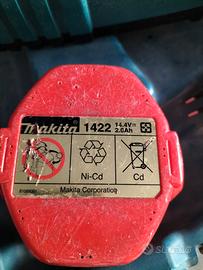 makita
1422
14.4V
2.0Ah
Ni-Cd
Cd
Makita Corporation